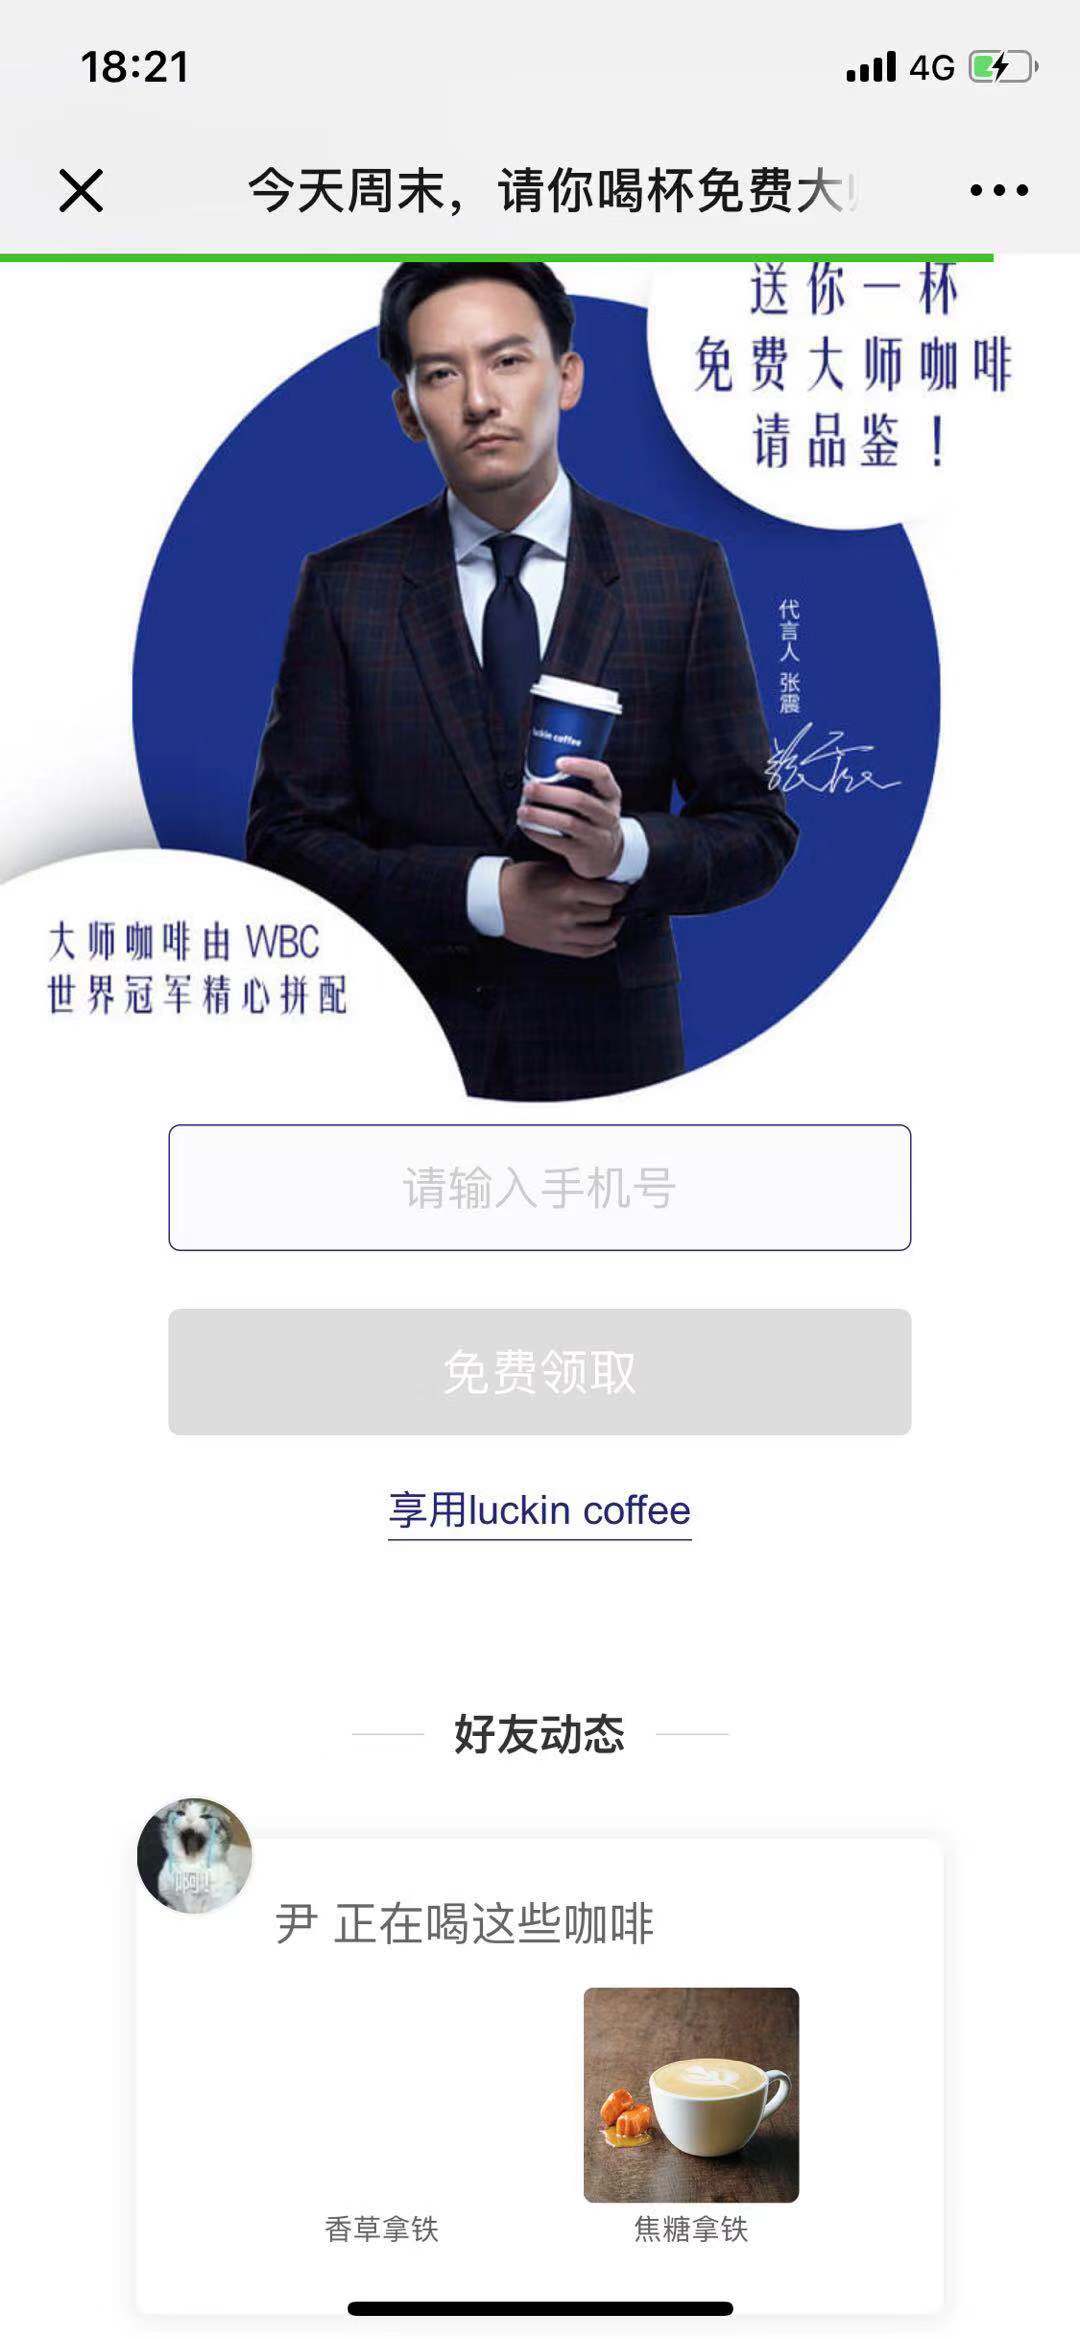 18:21
4G
今天周末，请你喝杯免费大
送你一杯
免费大师咖啡
请品鉴！
代言人 张震
luckin coffee
大师咖啡由 WBC
世界冠军精心拼配
请输入手机号
免费领取
享用luckin coffee
好友动态
尹 正在喝这些咖啡
香草拿铁
焦糖拿铁